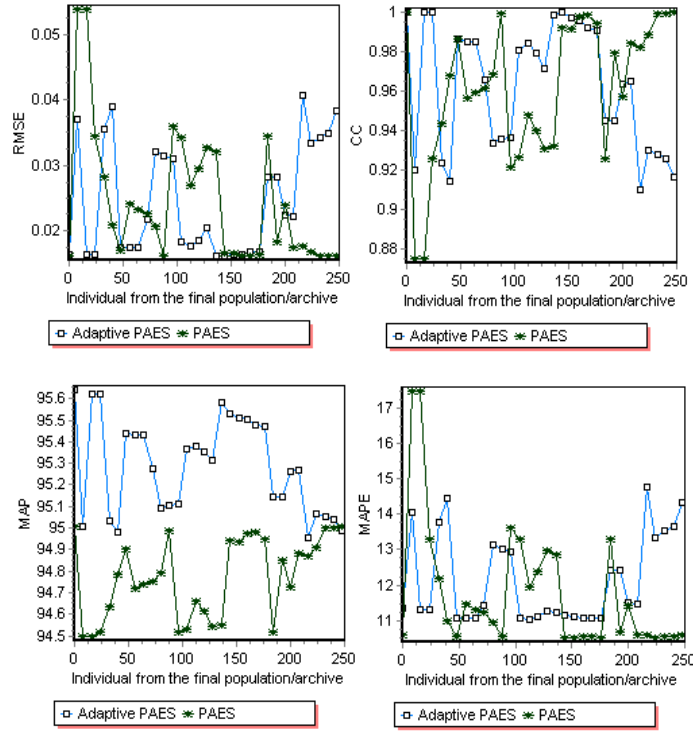 0.05
0.04
0.03
0.02
RMSE
0 50 100 150 200 250
Individual from the final population/archive
Adaptive PAES PAES
1
0.98
0.96
0.94
0.92
0.9
0.88
CC
0 50 100 150 200 250
Individual from the final population/archive
Adaptive PAES PAES
95.6
95.5
95.4
95.3
95.2
95.1
95
94.9
94.8
94.7
94.6
94.5
MAP
0 50 100 150 200 250
Individual from the final population/archive
Adaptive PAES PAES
17
16
15
14
13
12
11
MAPE
0 50 100 150 200 250
Individual from the final population/archive
Adaptive PAES PAES